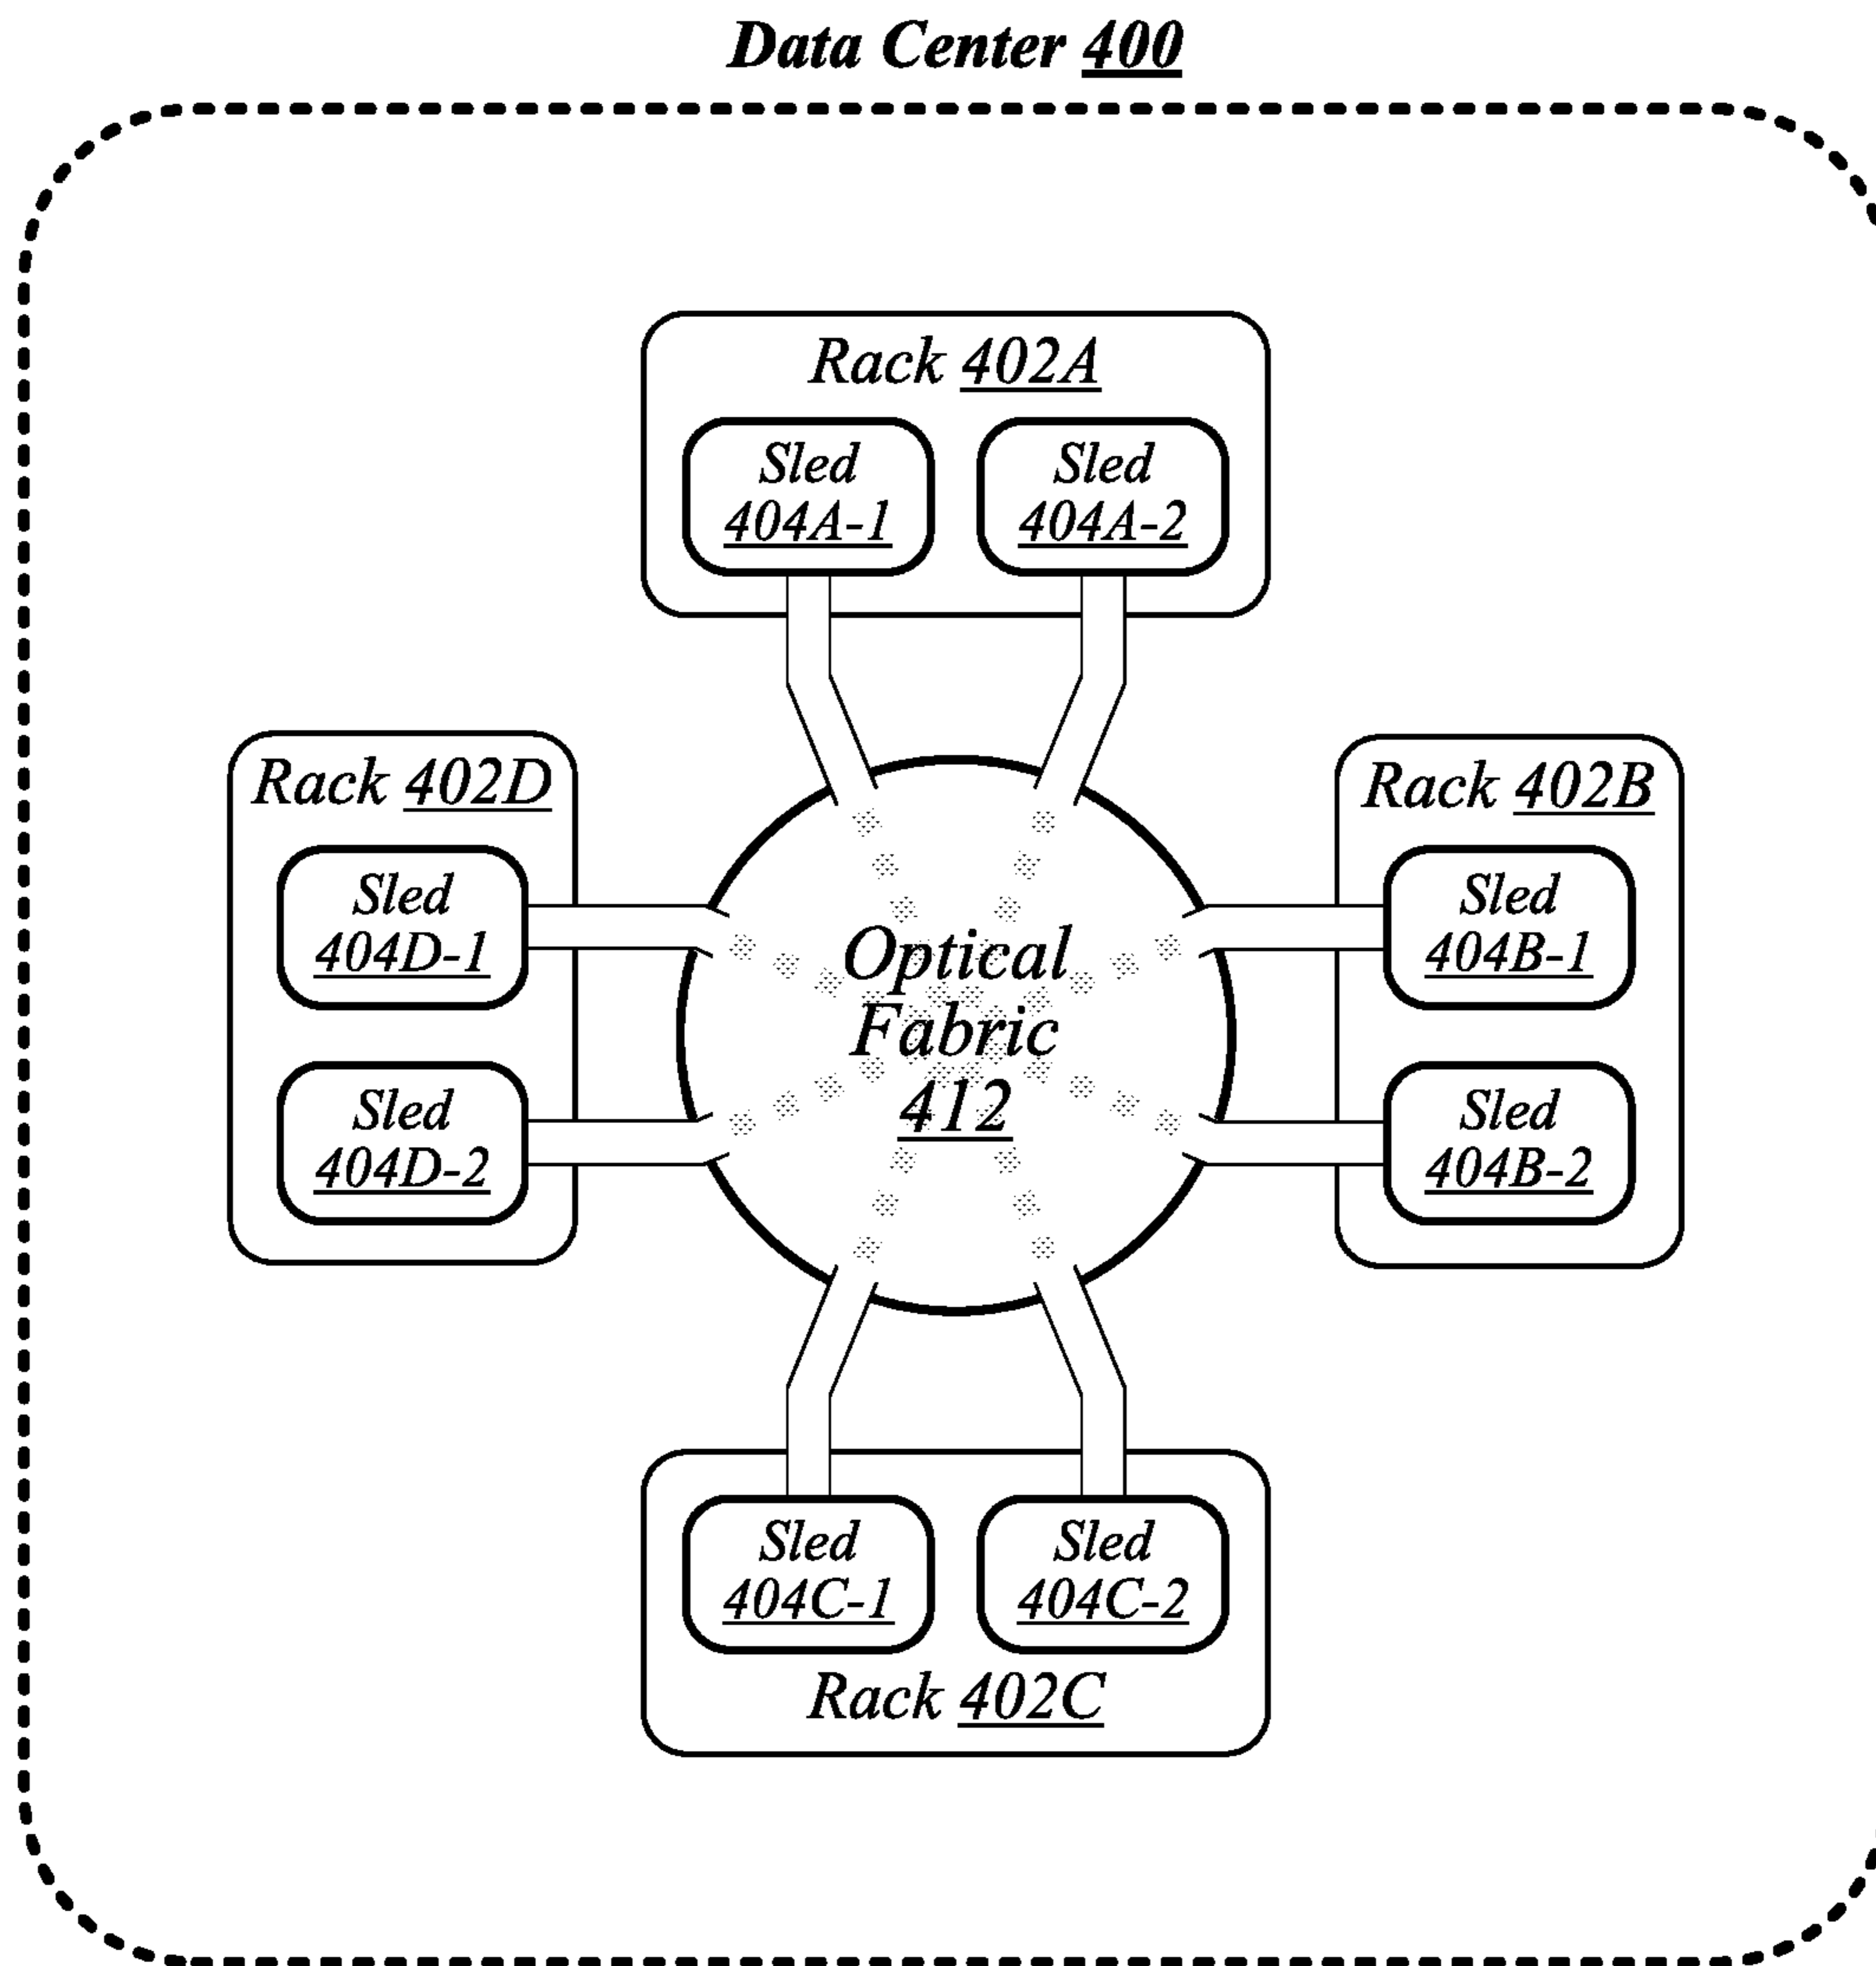 Data Center 400
Rack 402A
Sled
404A-1
Sled
404A-2
Rack 402D
Sled
404D-1
Sled
404D-2
Optical
Fabric
412
Rack 402B
Sled
404B-1
Sled
404B-2
Sled
404C-1
Sled
404C-2
Rack 402C